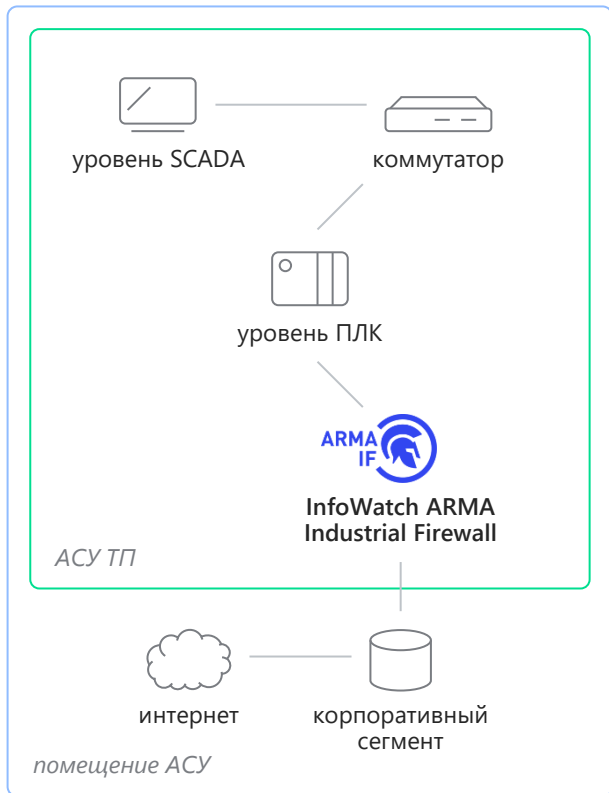 уровень SCADA
коммутатор
уровень ПЛК
ARMA
IF
InfoWatch ARMA
Industrial Firewall
АСУ ТП
интернет
корпоративный
сегмент
помещение АСУ